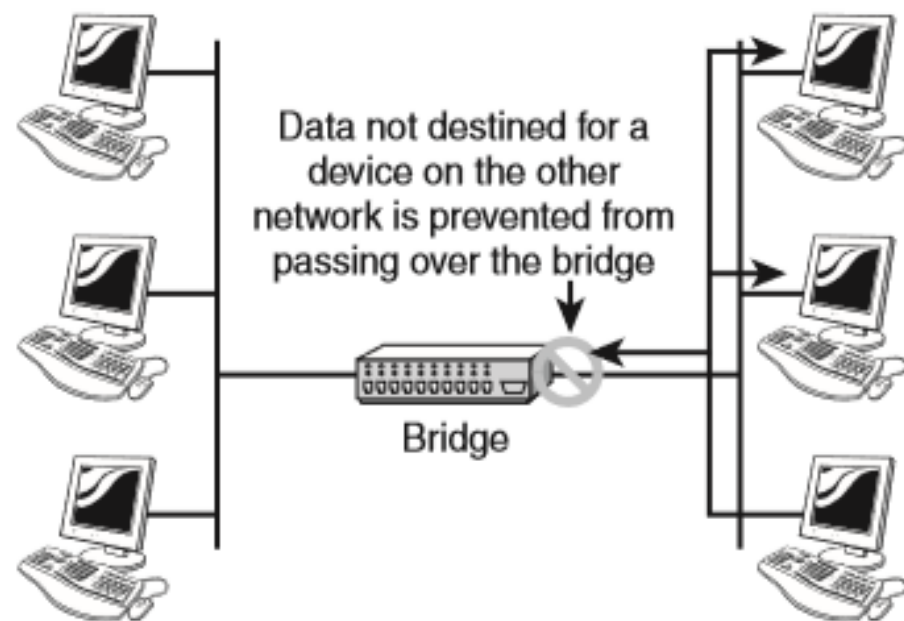 Data not destined for a
device on the other
network is prevented from
passing over the bridge
Bridge